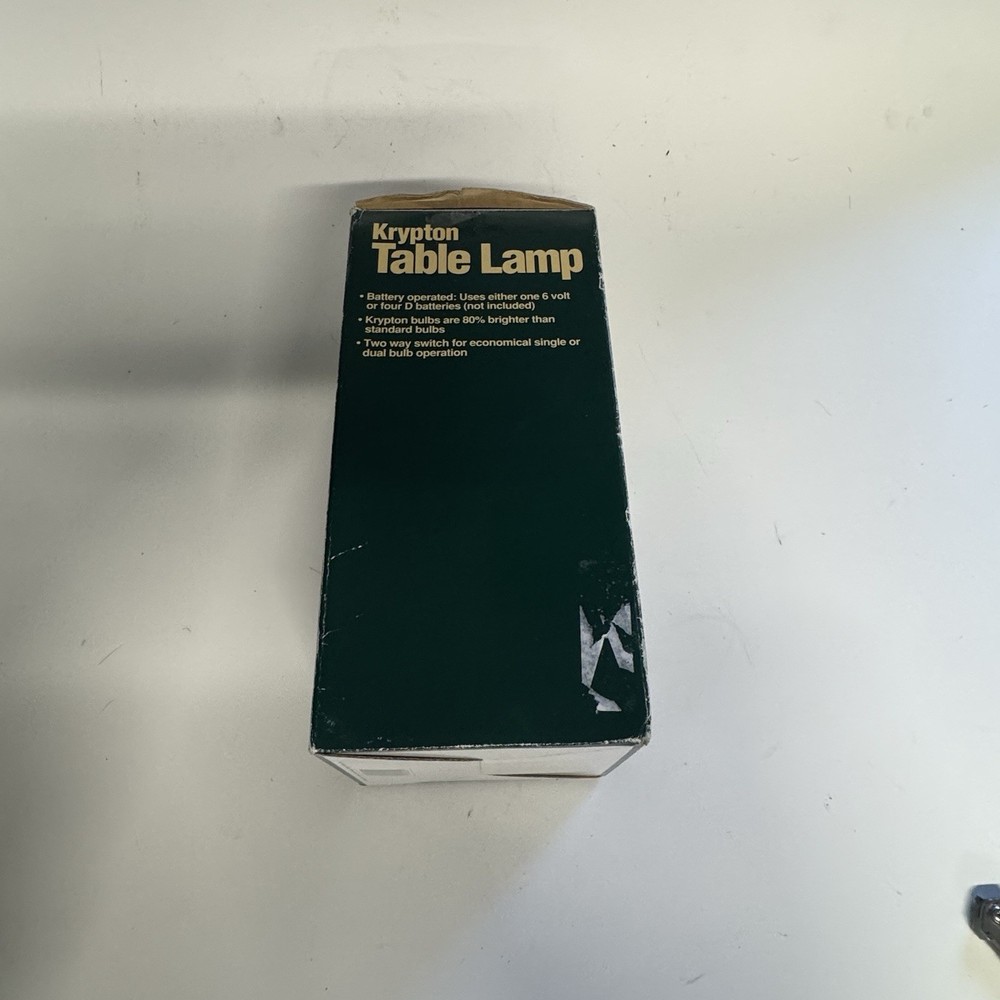 Krypton
Table Lamp
• Battery operated: Uses either one 6 volt
or four D batteries (not included)
• Krypton bulbs are 80% brighter than
standard bulbs
• Two way switch for economical single or
dual bulb operation